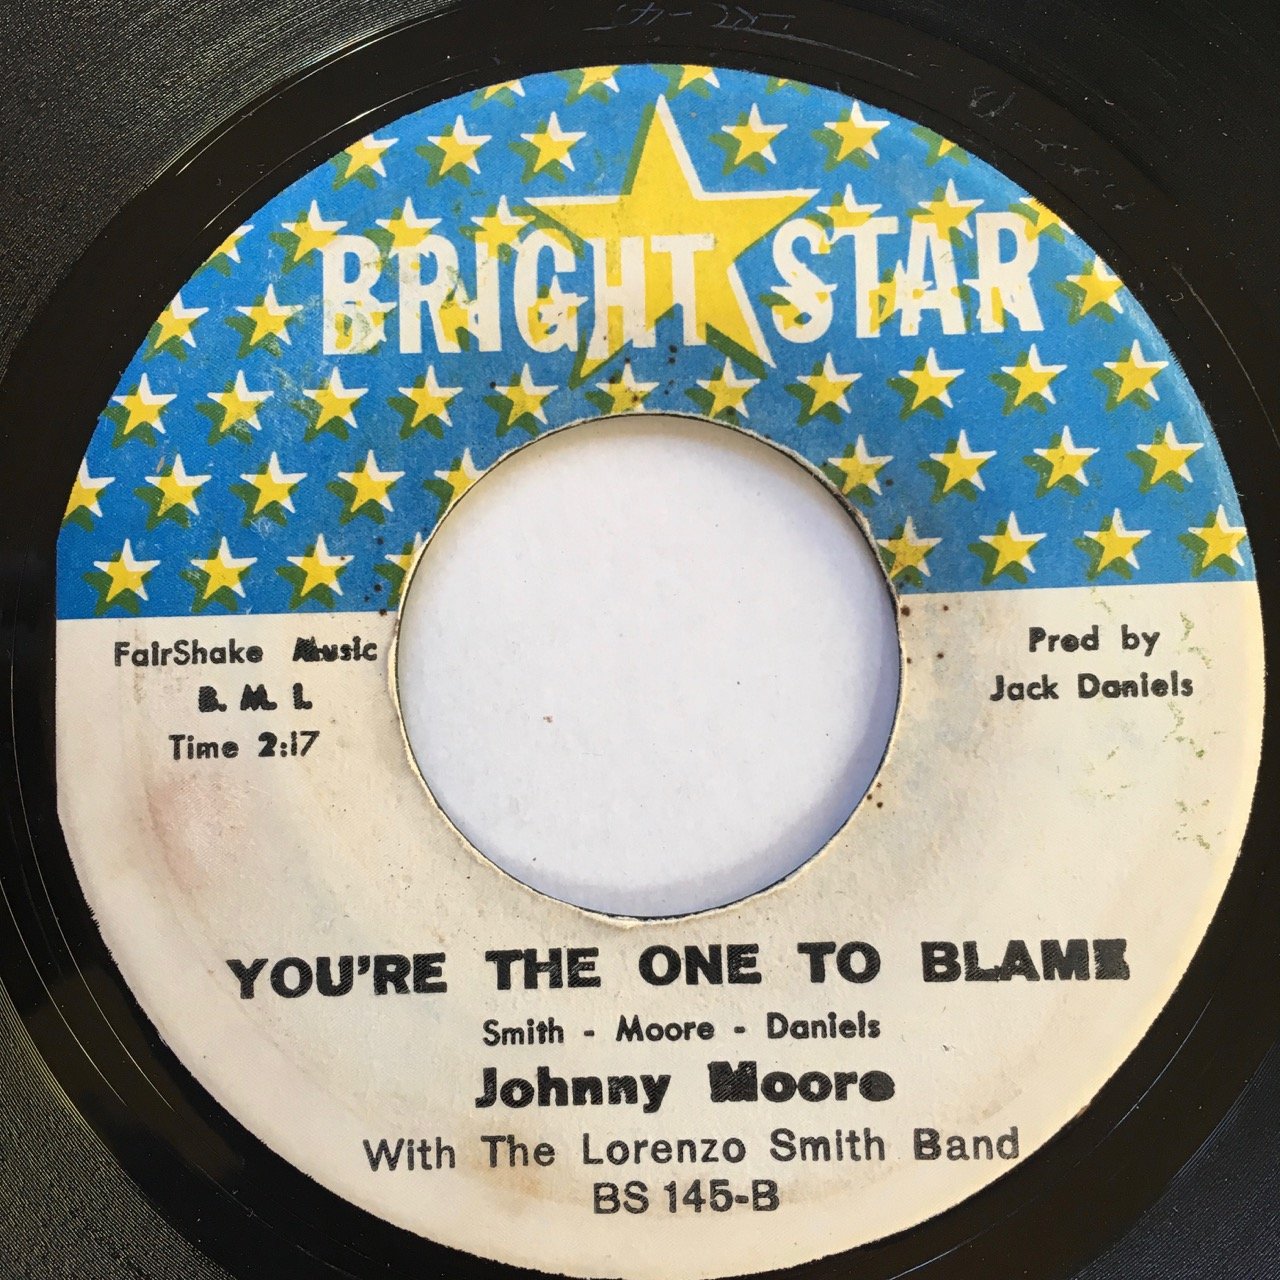 BRIGHT STAR
FairShake Music
B. M. I.
Time 2:17
Prod by
Jack Daniels
YOU'RE THE ONE TO BLAME
Smith - Moore - Daniels
Johnny Moore
With The Lorenzo Smith Band
BS 145-B